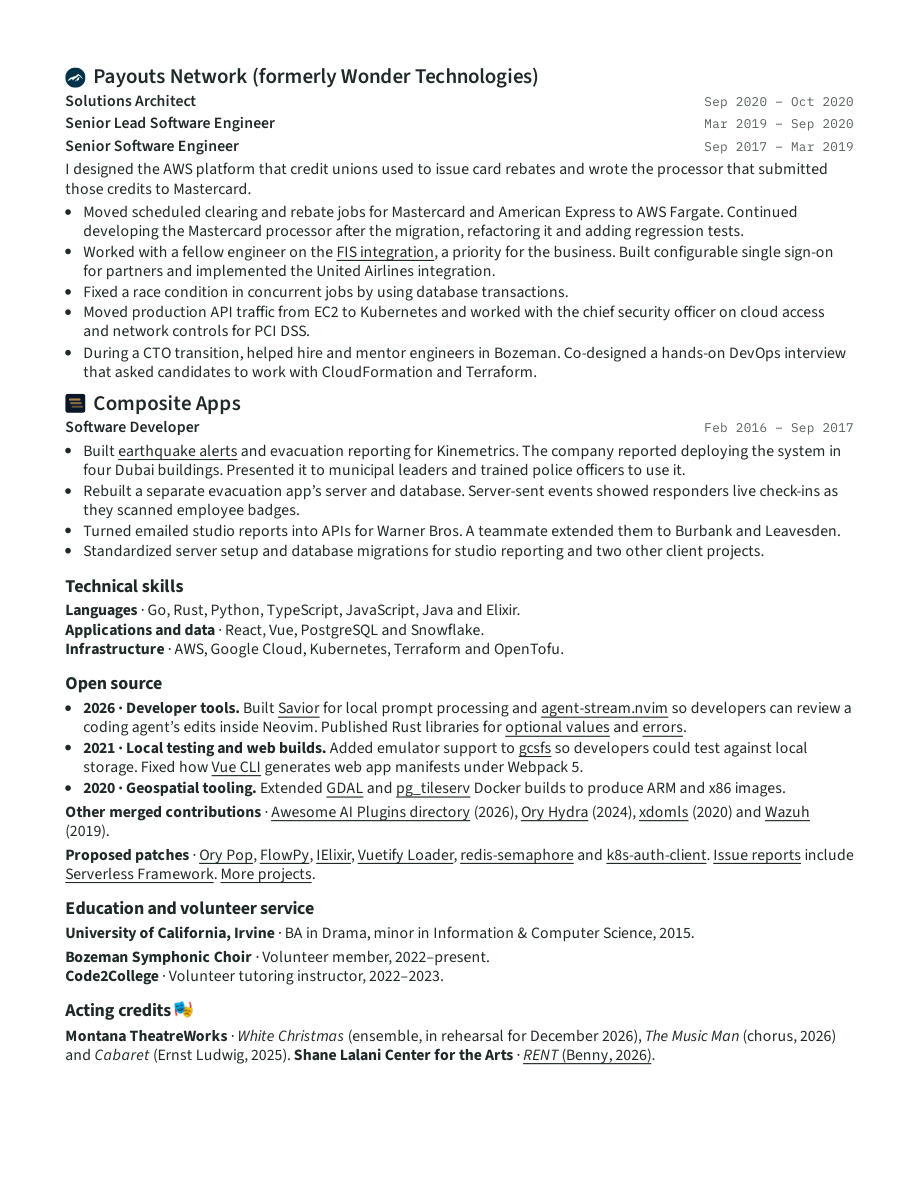 Payouts Network (formerly Wonder Technologies)
Solutions Architect Sep 2020 – Oct 2020
Senior Lead Software Engineer Mar 2019 – Sep 2020
Senior Software Engineer Sep 2017 – Mar 2019
I designed the AWS platform that credit unions used to issue card rebates and wrote the processor that submitted
those credits to Mastercard.
• Moved scheduled clearing and rebate jobs for Mastercard and American Express to AWS Fargate. Continued
developing the Mastercard processor after the migration, refactoring it and adding regression tests.
• Worked with a fellow engineer on the FIS integration, a priority for the business. Built configurable single sign-on
for partners and implemented the United Airlines integration.
• Fixed a race condition in concurrent jobs by using database transactions.
• Moved production API traffic from EC2 to Kubernetes and worked with the chief security officer on cloud access
and network controls for PCI DSS.
• During a CTO transition, helped hire and mentor engineers in Bozeman. Co-designed a hands-on DevOps interview
that asked candidates to work with CloudFormation and Terraform.
Composite Apps
Software Developer Feb 2016 – Sep 2017
• Built earthquake alerts and evacuation reporting for Kinemetrics. The company reported deploying the system in
four Dubai buildings. Presented it to municipal leaders and trained police officers to use it.
• Rebuilt a separate evacuation app’s server and database. Server-sent events showed responders live check-ins as
they scanned employee badges.
• Turned emailed studio reports into APIs for Warner Bros. A teammate extended them to Burbank and Leavesden.
• Standardized server setup and database migrations for studio reporting and two other client projects.
Technical skills
Languages · Go, Rust, Python, TypeScript, JavaScript, Java and Elixir.
Applications and data · React, Vue, PostgreSQL and Snowflake.
Infrastructure · AWS, Google Cloud, Kubernetes, Terraform and OpenTofu.
Open source
• 2026 · Developer tools. Built Savior for local prompt processing and agent-stream.nvim so developers can review a
coding agent’s edits inside Neovim. Published Rust libraries for optional values and errors.
• 2021 · Local testing and web builds. Added emulator support to gcsfs so developers could test against local
storage. Fixed how Vue CLI generates web app manifests under Webpack 5.
• 2020 · Geospatial tooling. Extended GDAL and pg_tileserv Docker builds to produce ARM and x86 images.
Other merged contributions · Awesome AI Plugins directory (2026), Ory Hydra (2024), xdomls (2020) and Wazuh
(2019).
Proposed patches · Ory Pop, FlowPy, IElixir, Vuetify Loader, redis-semaphore and k8s-auth-client. Issue reports include
Serverless Framework. More projects.
Education and volunteer service
University of California, Irvine · BA in Drama, minor in Information & Computer Science, 2015.
Bozeman Symphonic Choir · Volunteer member, 2022–present.
Code2College · Volunteer tutoring instructor, 2022–2023.
Acting credits 🎭
Montana TheatreWorks · White Christmas (ensemble, in rehearsal for December 2026), The Music Man (chorus, 2026)
and Cabaret (Ernst Ludwig, 2025). Shane Lalani Center for the Arts · RENT (Benny, 2026).